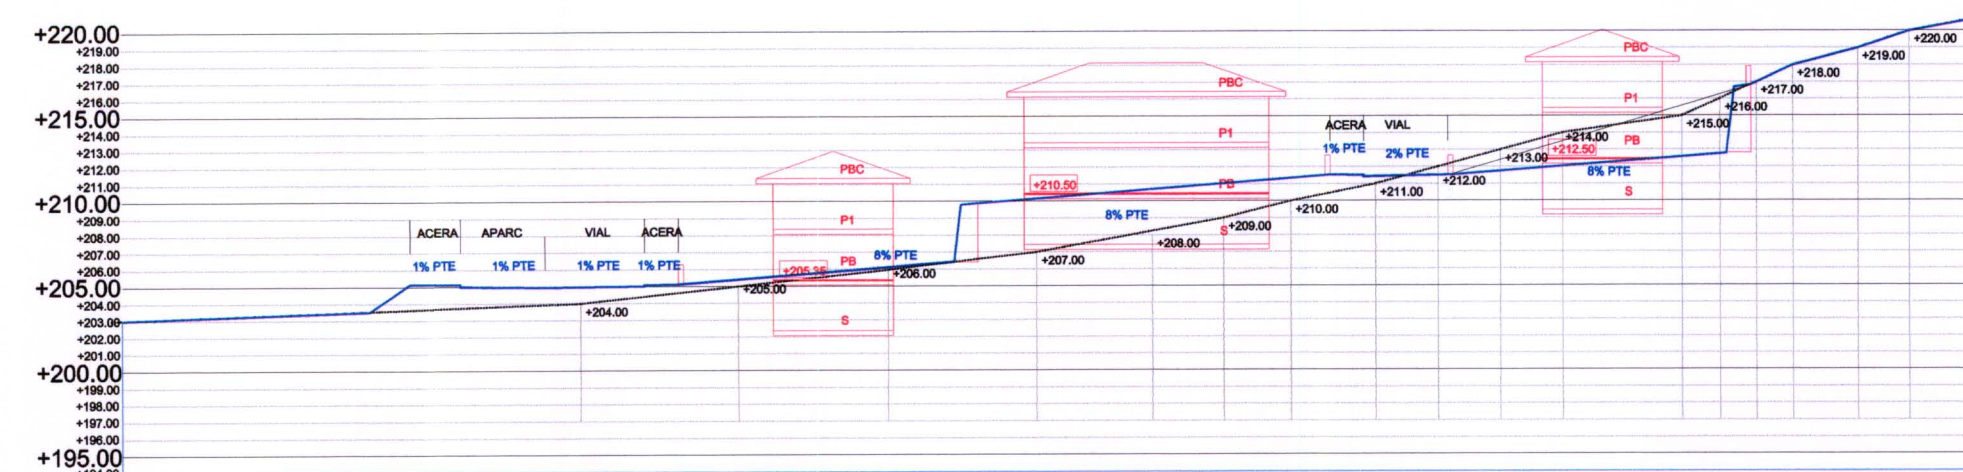 +220.00
+219.00
+218.00
+217.00
+216.00
+215.00
+214.00
+213.00
+212.00
+211.00
+210.00
+209.00
+208.00
+207.00
+206.00
+205.00
+204.00
+203.00
+202.00
+201.00
+200.00
+199.00
+198.00
+197.00
+196.00
+195.00
ACERA APARC VIAL ACERA
1% PTE 1% PTE 1% PTE 1% PTE
+204.00
PBC
P1
PB
+205.35
S
8% PTE
+205.00
+206.00
PBC
P1
PB
+210.50
8% PTE
S
+207.00
+208.00
+209.00
+210.00
ACERA VIAL
1% PTE 2% PTE
+211.00
+212.00
+213.00
PBC
P1
PB
+214.00
+212.50
8% PTE
S
+215.00
+216.00
+217.00
+218.00
+219.00
+220.00